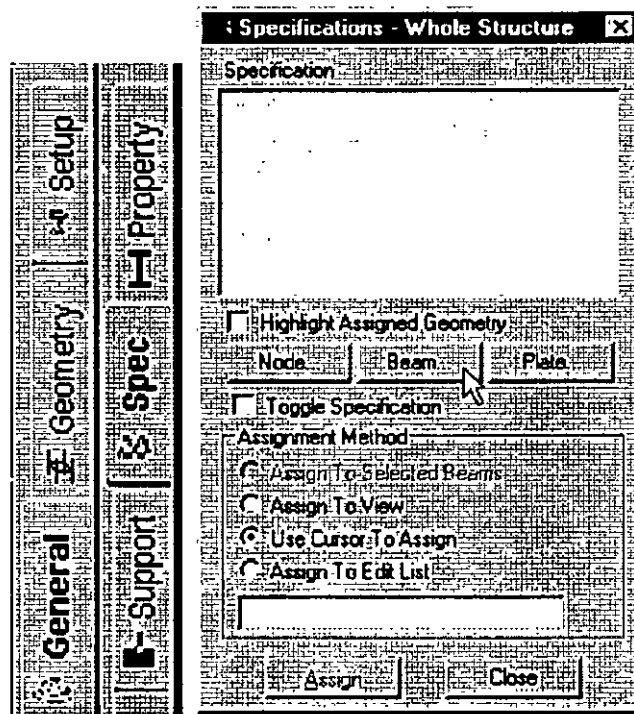 Specifications - Whole Structure
Specification
Highlight Assigned Geometry
Node... Beam... Plate...
Toggle Specification
Assignment Method
Assign To Selected Beams
Assign To View
Use Cursor To Assign
Assign To Edit List
Assign Close
General Geometry Setup
Support Spec Property